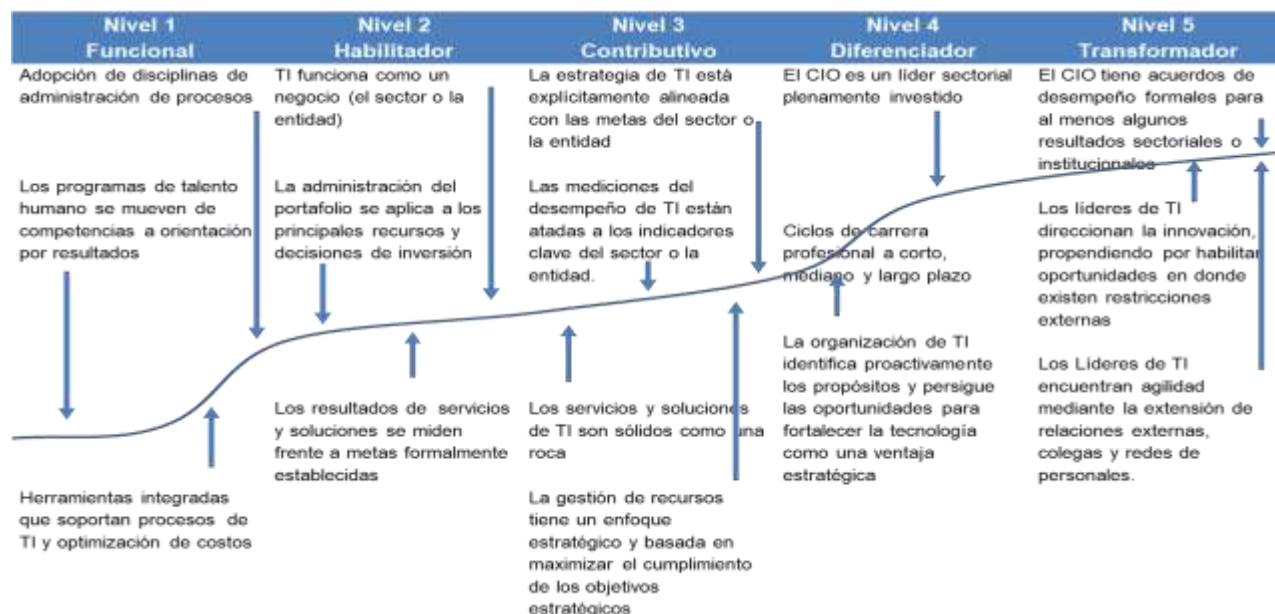 Nivel 1
Funcional
Nivel 2
Habilitador
Nivel 3
Contributivo
Nivel 4
Diferenciador
Nivel 5
Transformador
Adopción de disciplinas de
administración de procesos
Los programas de talento
humano se mueven de
competencias a orientación
por resultados
Herramientas integradas
que soportan procesos de
TI y optimización de costos
TI funciona como un
negocio (el sector o la
entidad)
La administración del
portafolio se aplica a los
principales recursos y
decisiones de inversión
Los resultados de servicios
y soluciones se miden
frente a metas formalmente
establecidas
La estrategia de TI está
explícitamente alineada
con las metas del sector o
la entidad
Las mediciones del
desempeño de TI están
atadas a los indicadores
clave del sector o la
entidad.
Los servicios y soluciones
de TI son sólidos como una
roca
La gestión de recursos
tiene un enfoque
estratégico y basada en
maximizar el cumplimiento
de los objetivos
estratégicos
El CIO es un líder sectorial
plenamente investido
Ciclos de carrera
profesional a corto,
mediano y largo plazo
La organización de TI
identifica proactivamente
los propósitos y persigue
las oportunidades para
fortalecer la tecnología
como una ventaja
estratégica
El CIO tiene acuerdos de
desempeño formales para
al menos algunos
resultados sectoriales o
institucionales
Los líderes de TI
direccionan la innovación,
propendiendo por habilitar
oportunidades en donde
existen restricciones
externas
Los Líderes de TI
encuentran agilidad
mediante la extensión de
relaciones externas,
colegas y redes de
personales.